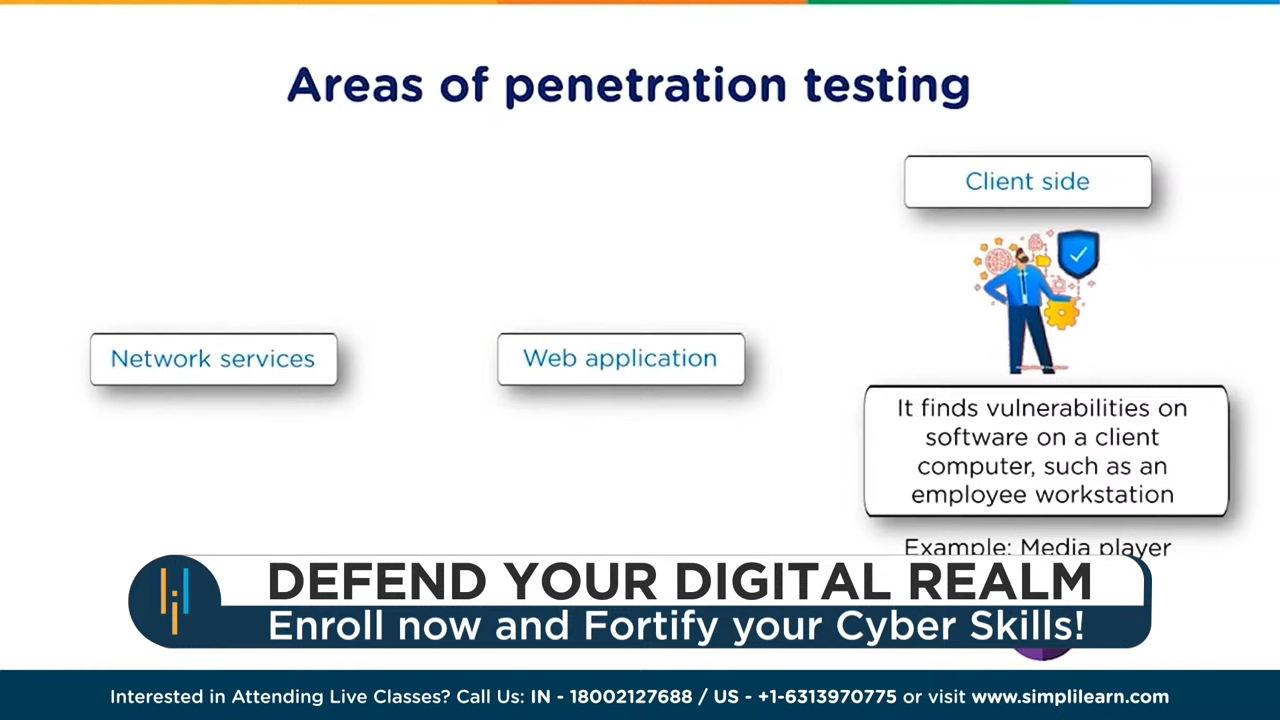 Areas of penetration testing
Client side
Network services
Web application
It finds vulnerabilities on
software on a client
computer, such as an
employee workstation
Example: Media player
DEFEND YOUR DIGITAL REALM
Enroll now and Fortify your Cyber Skills!
Interested in Attending Live Classes? Call Us: IN - 18002127688 / US - +1-6313970775 or visit www.simplilearn.com